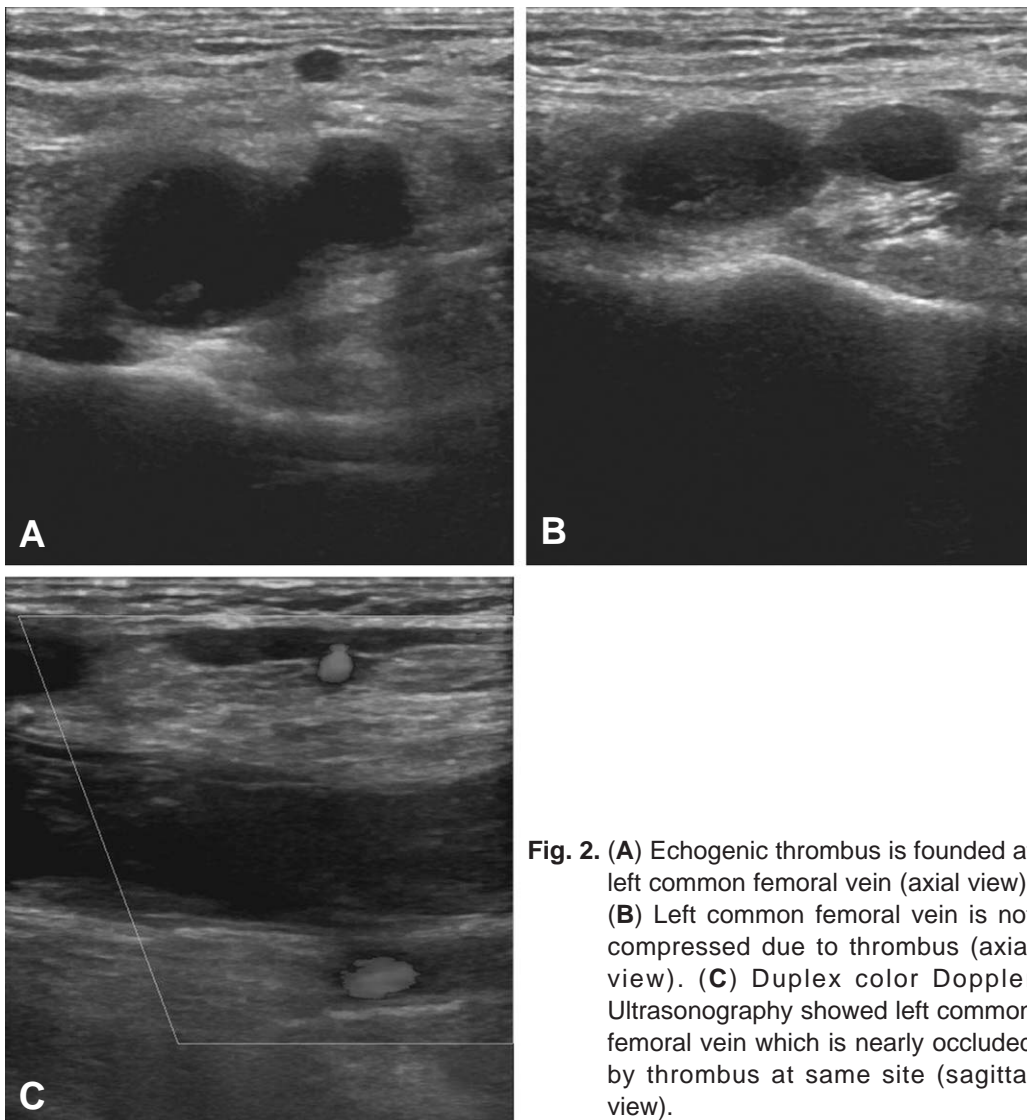 A
B
C
Fig. 2. (A) Echogenic thrombus is founded a
left common femoral vein (axial view)
(B) Left common femoral vein is no
compressed due to thrombus (axia
view). (C) Duplex color Dopple
Ultrasonography showed left common
femoral vein which is nearly occluded
by thrombus at same site (sagitta
view).